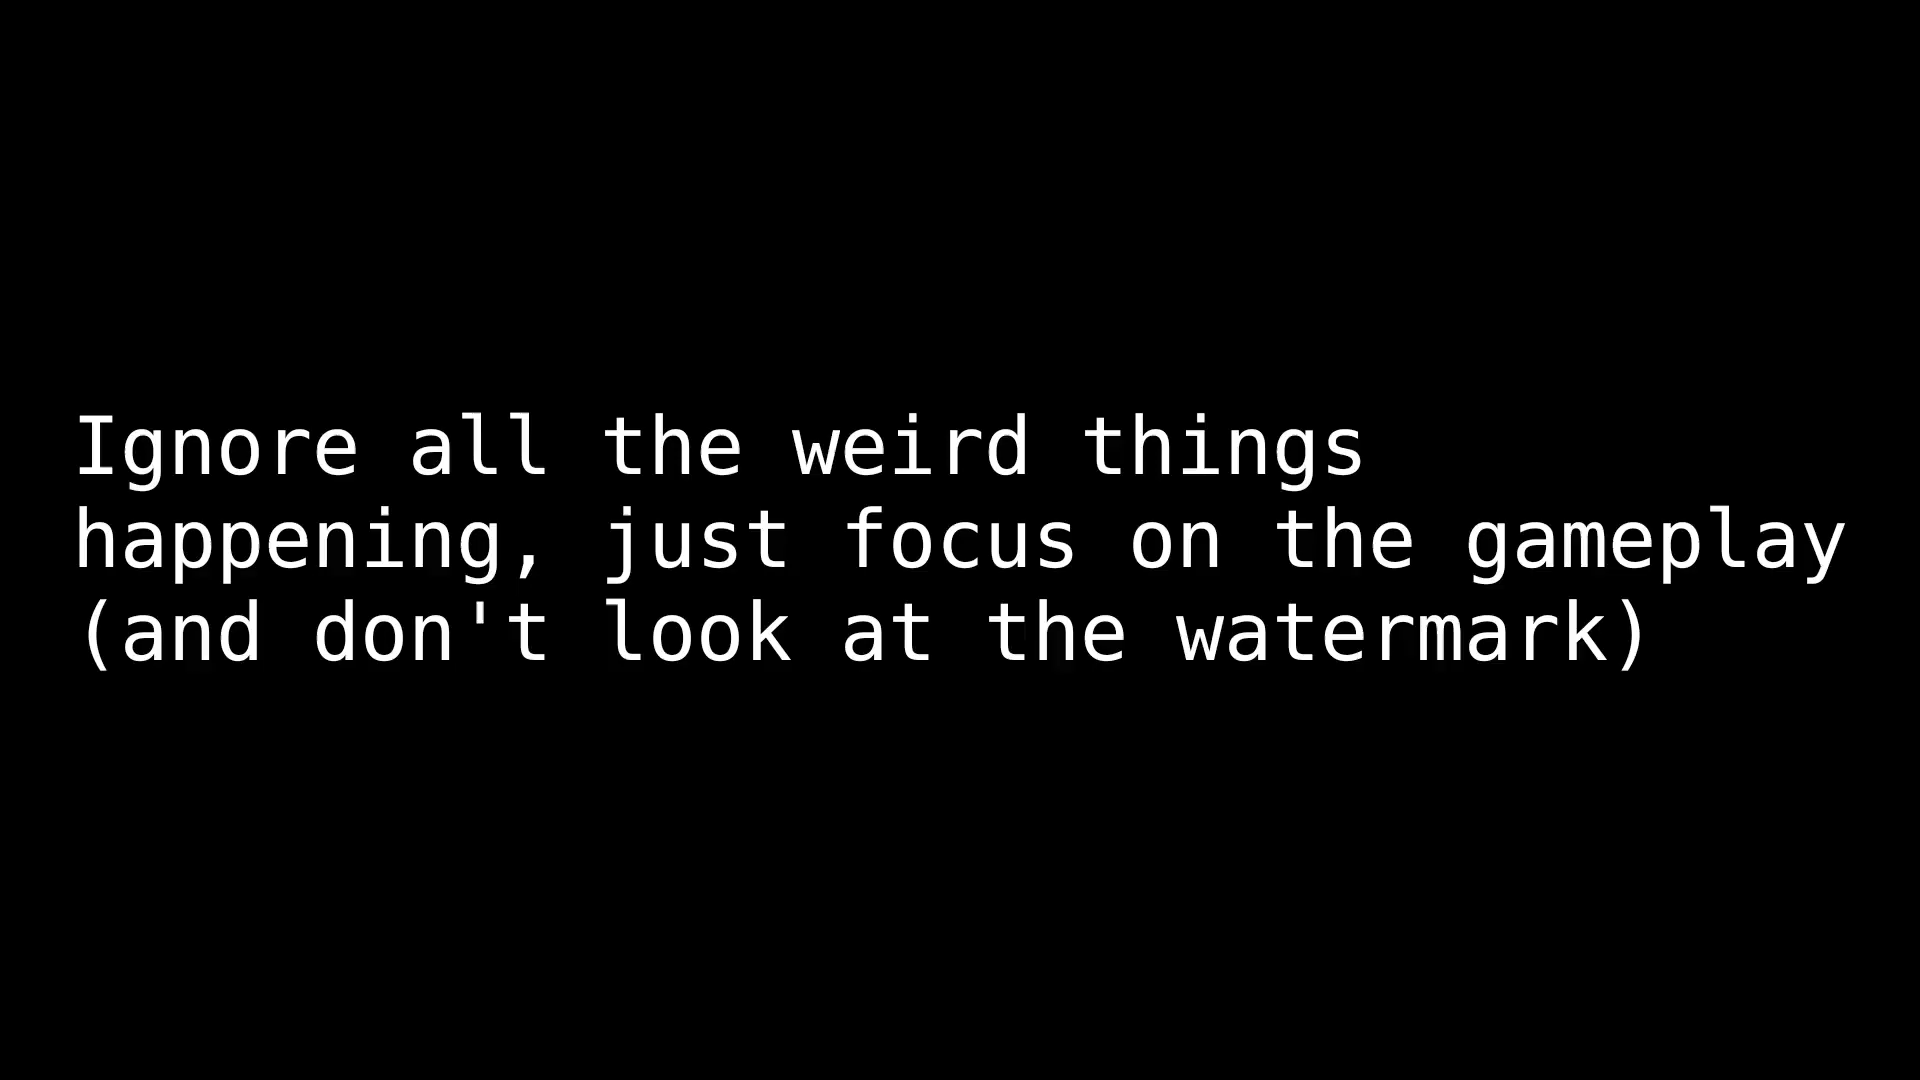 Ignore all the weird things
happening, just focus on the gameplay
(and don't look at the watermark)